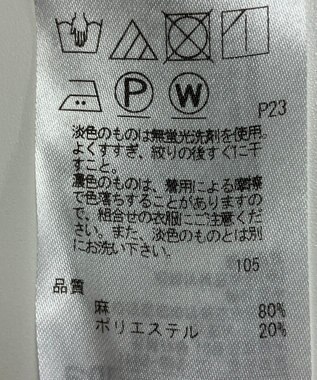 P
W
P23
淡色のものは無蛍光洗剤を使用。
よくすすぎ、絞りの後すぐに干
すこと。
濃色のものは、着用による摩擦
で色落ちすることがありますの
で、組合せの衣服にご注意くだ
さい。また、淡色のものとは別
にお洗い下さい。
105
品質
麻 80%
ポリエステル 20%